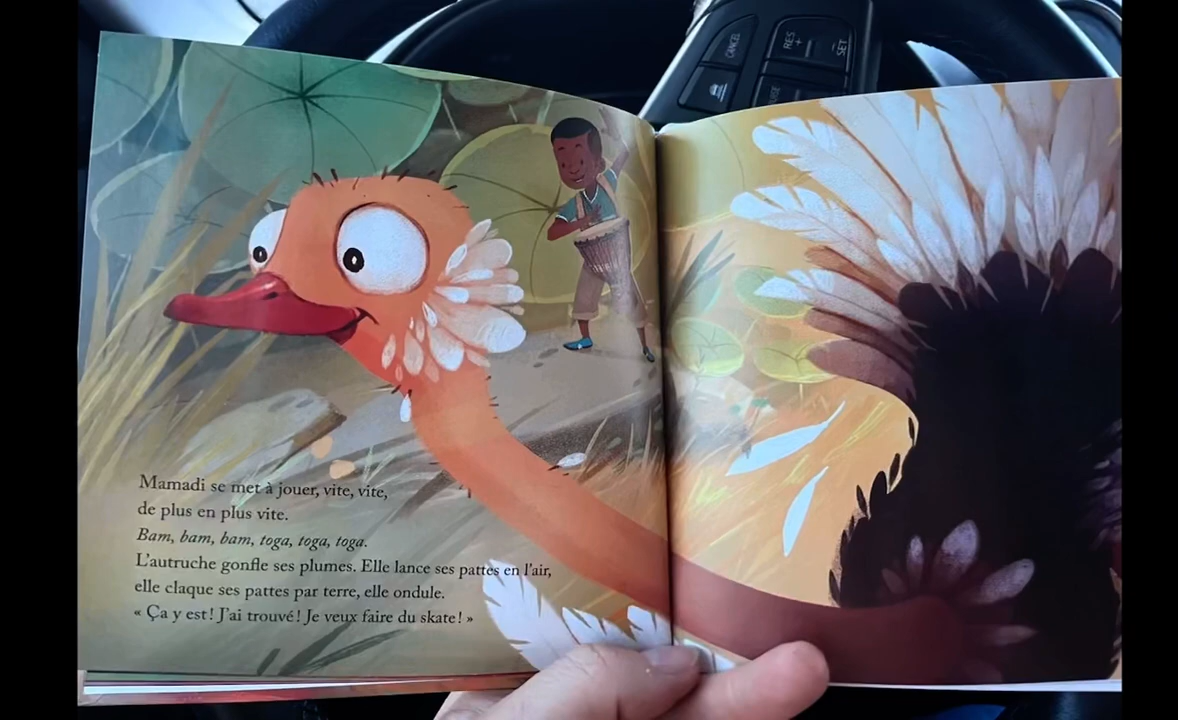 CANCEL
RES
+
SET
Mamadi se met à jouer, vite, vite,
de plus en plus vite.
Bam, bam, bam, toga, toga, toga.
L'autruche gonfle ses plumes. Elle lance ses pattes en l'air,
elle claque ses pattes par terre, elle ondule.
« Ça y est ! J'ai trouvé ! Je veux faire du skate ! »